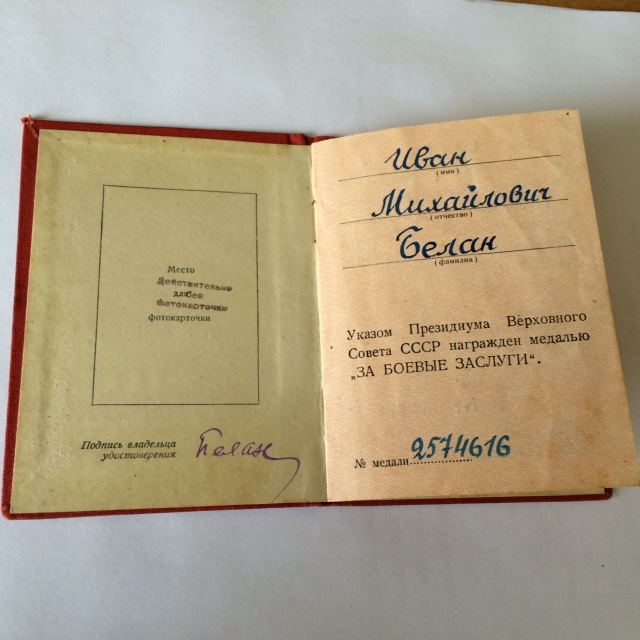 Место
Действительно
для без
фотокарточки
фотокарточки
Подпись владельца
удостоверения
Белан
Иван
(имя)
Михайлович
(отчество)
Белан
(фамилия)
Указом Президиума Верховного
Совета СССР награжден медалью
„ЗА БОЕВЫЕ ЗАСЛУГИ“.
№ медали 2574616